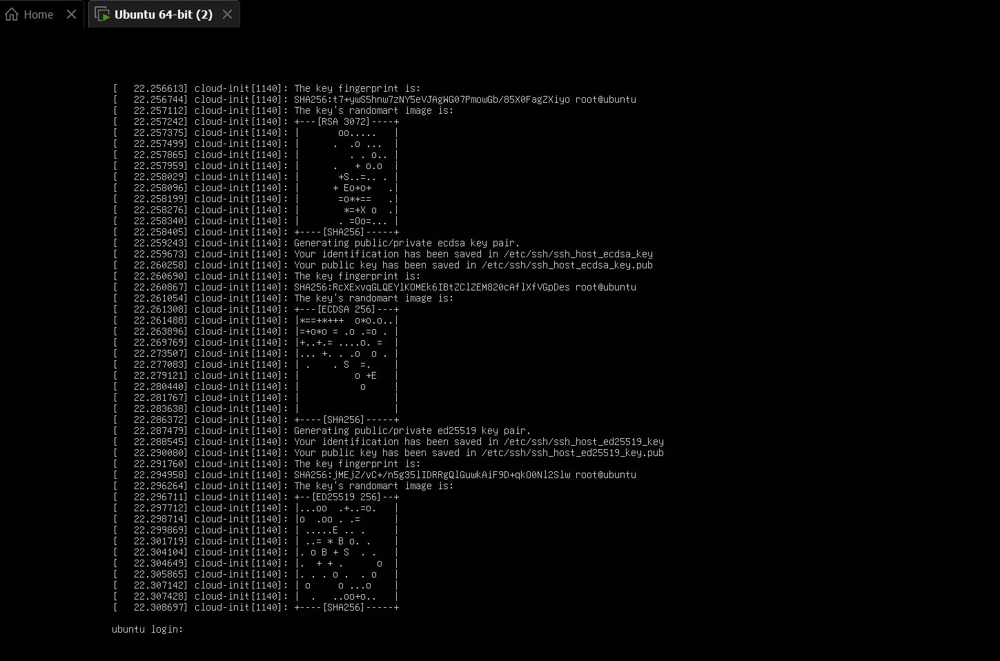 Home
Ubuntu 64-bit (2)
[   22.256613] cloud-init[1140]: The key fingerprint is:
[   22.256744] cloud-init[1140]: SHA256:t7+ywS5hnw7zNY5eVJAgWG07PmowGb/85X0FagZXiyo root@ubuntu
[   22.257112] cloud-init[1140]: The key's randomart image is:
[   22.257242] cloud-init[1140]: +---[RSA 3072]----+
[   22.257375] cloud-init[1140]: |       oo.....   |
[   22.257499] cloud-init[1140]: |      .  .o ...  |
[   22.257865] cloud-init[1140]: |         . . o.. |
[   22.257959] cloud-init[1140]: |      .   + o.o  |
[   22.258029] cloud-init[1140]: |       +S..=.. . |
[   22.258096] cloud-init[1140]: |      + Eo+o+   .|
[   22.258199] cloud-init[1140]: |       =o*+==   .|
[   22.258276] cloud-init[1140]: |        *=+X o  .|
[   22.258340] cloud-init[1140]: |       . =Oo=... |
[   22.258405] cloud-init[1140]: +----[SHA256]-----+
[   22.259243] cloud-init[1140]: Generating public/private ecdsa key pair.
[   22.259673] cloud-init[1140]: Your identification has been saved in /etc/ssh/ssh_host_ecdsa_key
[   22.260258] cloud-init[1140]: Your public key has been saved in /etc/ssh/ssh_host_ecdsa_key.pub
[   22.260690] cloud-init[1140]: The key fingerprint is:
[   22.260867] cloud-init[1140]: SHA256:RcXExvqGLQEYlKOMEk6IBtZClZEM820cAflXfVGpDes root@ubuntu
[   22.261054] cloud-init[1140]: The key's randomart image is:
[   22.261308] cloud-init[1140]: +---[ECDSA 256]---+
[   22.261488] cloud-init[1140]: |*==+*+++  o*o.o..|
[   22.263896] cloud-init[1140]: |=+o*o = .o .=o . |
[   22.269769] cloud-init[1140]: |+..+.= ....o. =  |
[   22.273507] cloud-init[1140]: |... +. . .o  o . |
[   22.277083] cloud-init[1140]: | .    . S  =.    |
[   22.279121] cloud-init[1140]: |          o +E   |
[   22.280440] cloud-init[1140]: |           o     |
[   22.281767] cloud-init[1140]: |                 |
[   22.283638] cloud-init[1140]: |                 |
[   22.286372] cloud-init[1140]: +----[SHA256]-----+
[   22.287479] cloud-init[1140]: Generating public/private ed25519 key pair.
[   22.288545] cloud-init[1140]: Your identification has been saved in /etc/ssh/ssh_host_ed25519_key
[   22.290080] cloud-init[1140]: Your public key has been saved in /etc/ssh/ssh_host_ed25519_key.pub
[   22.291760] cloud-init[1140]: The key fingerprint is:
[   22.294958] cloud-init[1140]: SHA256:jMEjZ/vC+/n5g35lIDRRgQlGuwkAiF9D+qkO0Nl2Slw root@ubuntu
[   22.296264] cloud-init[1140]: The key's randomart image is:
[   22.296711] cloud-init[1140]: +--[ED25519 256]--+
[   22.297712] cloud-init[1140]: |...oo  .+..=o.   |
[   22.298714] cloud-init[1140]: |o  .oo . .=      |
[   22.299869] cloud-init[1140]: | .....E .. .     |
[   22.301719] cloud-init[1140]: | ..= * B o. .    |
[   22.304104] cloud-init[1140]: |. o B + S  . .   |
[   22.304649] cloud-init[1140]: |.  + + .      o  |
[   22.305865] cloud-init[1140]: |. . . o .  . o   |
[   22.307142] cloud-init[1140]: | o     o ...o    |
[   22.307428] cloud-init[1140]: |  .   ..oo+o..   |
[   22.308697] cloud-init[1140]: +----[SHA256]-----+
ubuntu login: